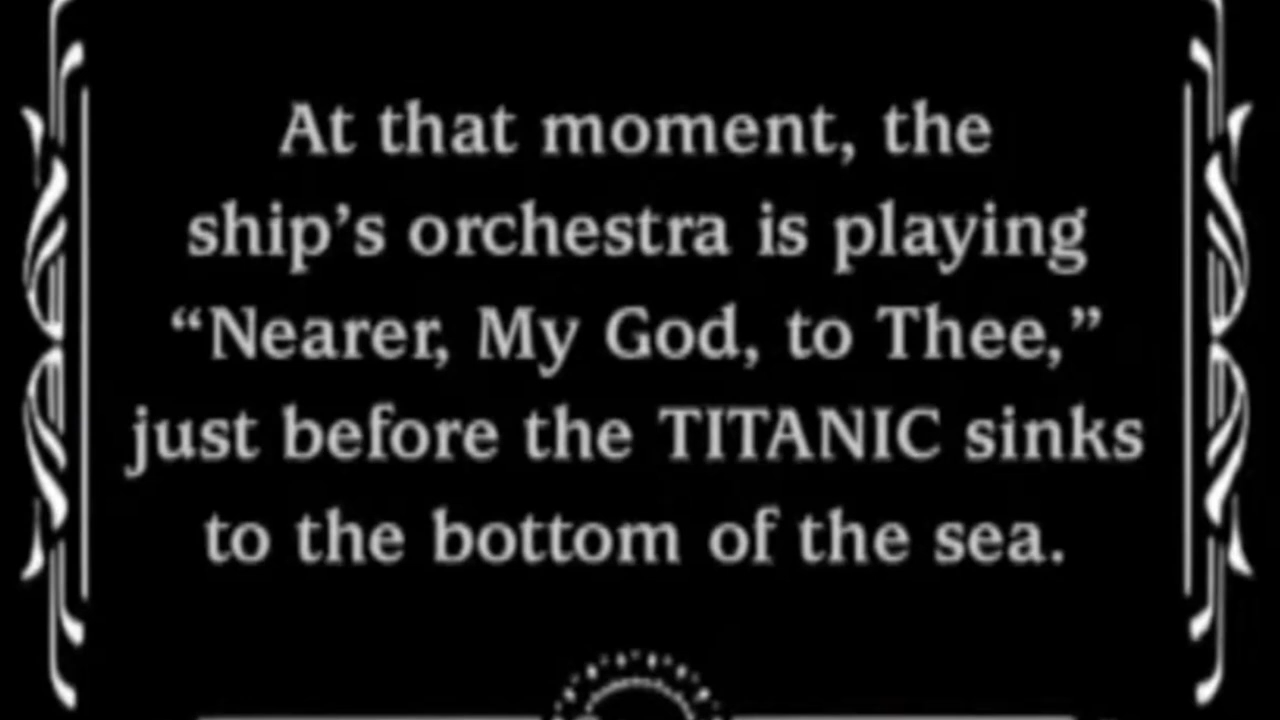 At that moment, the
ship’s orchestra is playing
“Nearer, My God, to Thee,”
just before the TITANIC sinks
to the bottom of the sea.